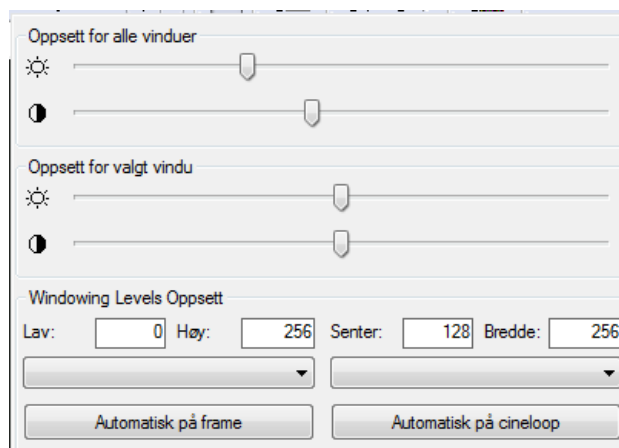 Oppsett for alle vinduer
Oppsett for valgt vindu
Windowing Levels Oppsett
Lav: 0 Høy: 256 Senter: 128 Bredde: 256
Automatisk på frame Automatisk på cineloop